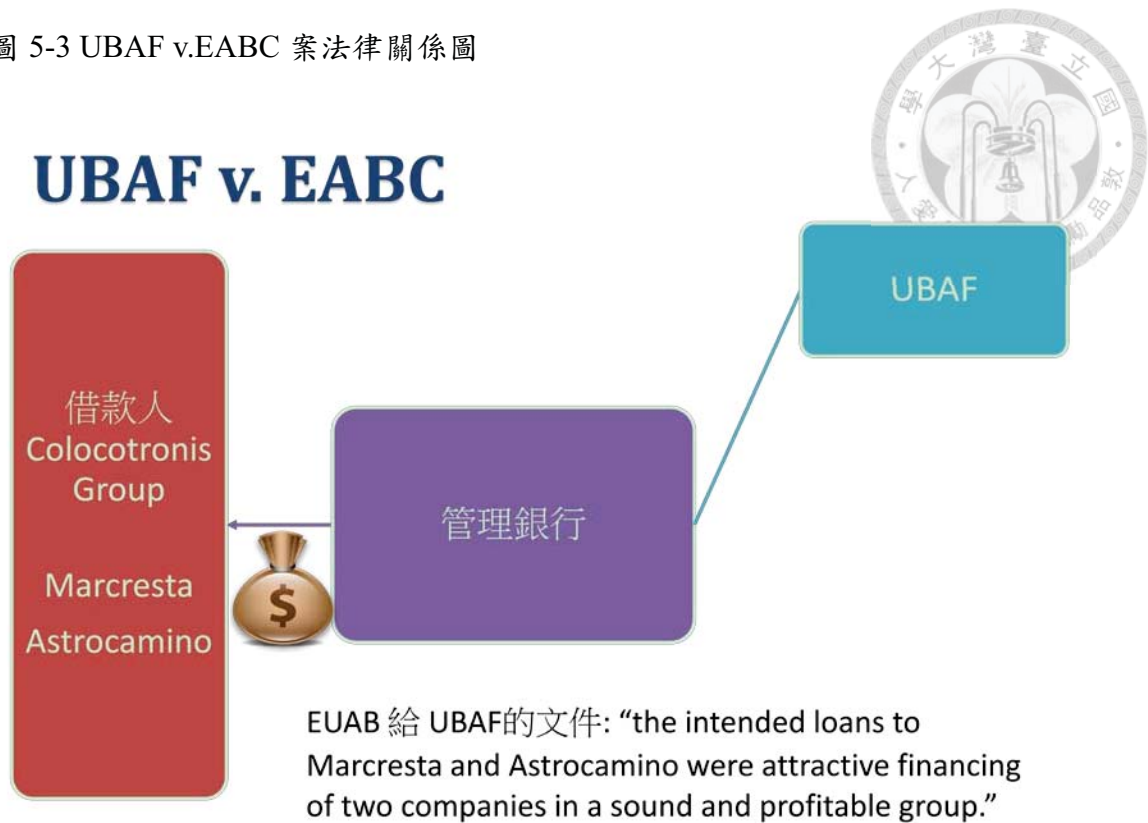 圖 5-3 UBAF v.EABC 案法律關係圖
UBAF v. EABC
UBAF
借款人
Colocotronis
Group
Marcresta
Astrocamino
管理銀行
$
EUAB 給 UBAF的文件: “the intended loans to
Marcresta and Astrocamino were attractive financing
of two companies in a sound and profitable group.”